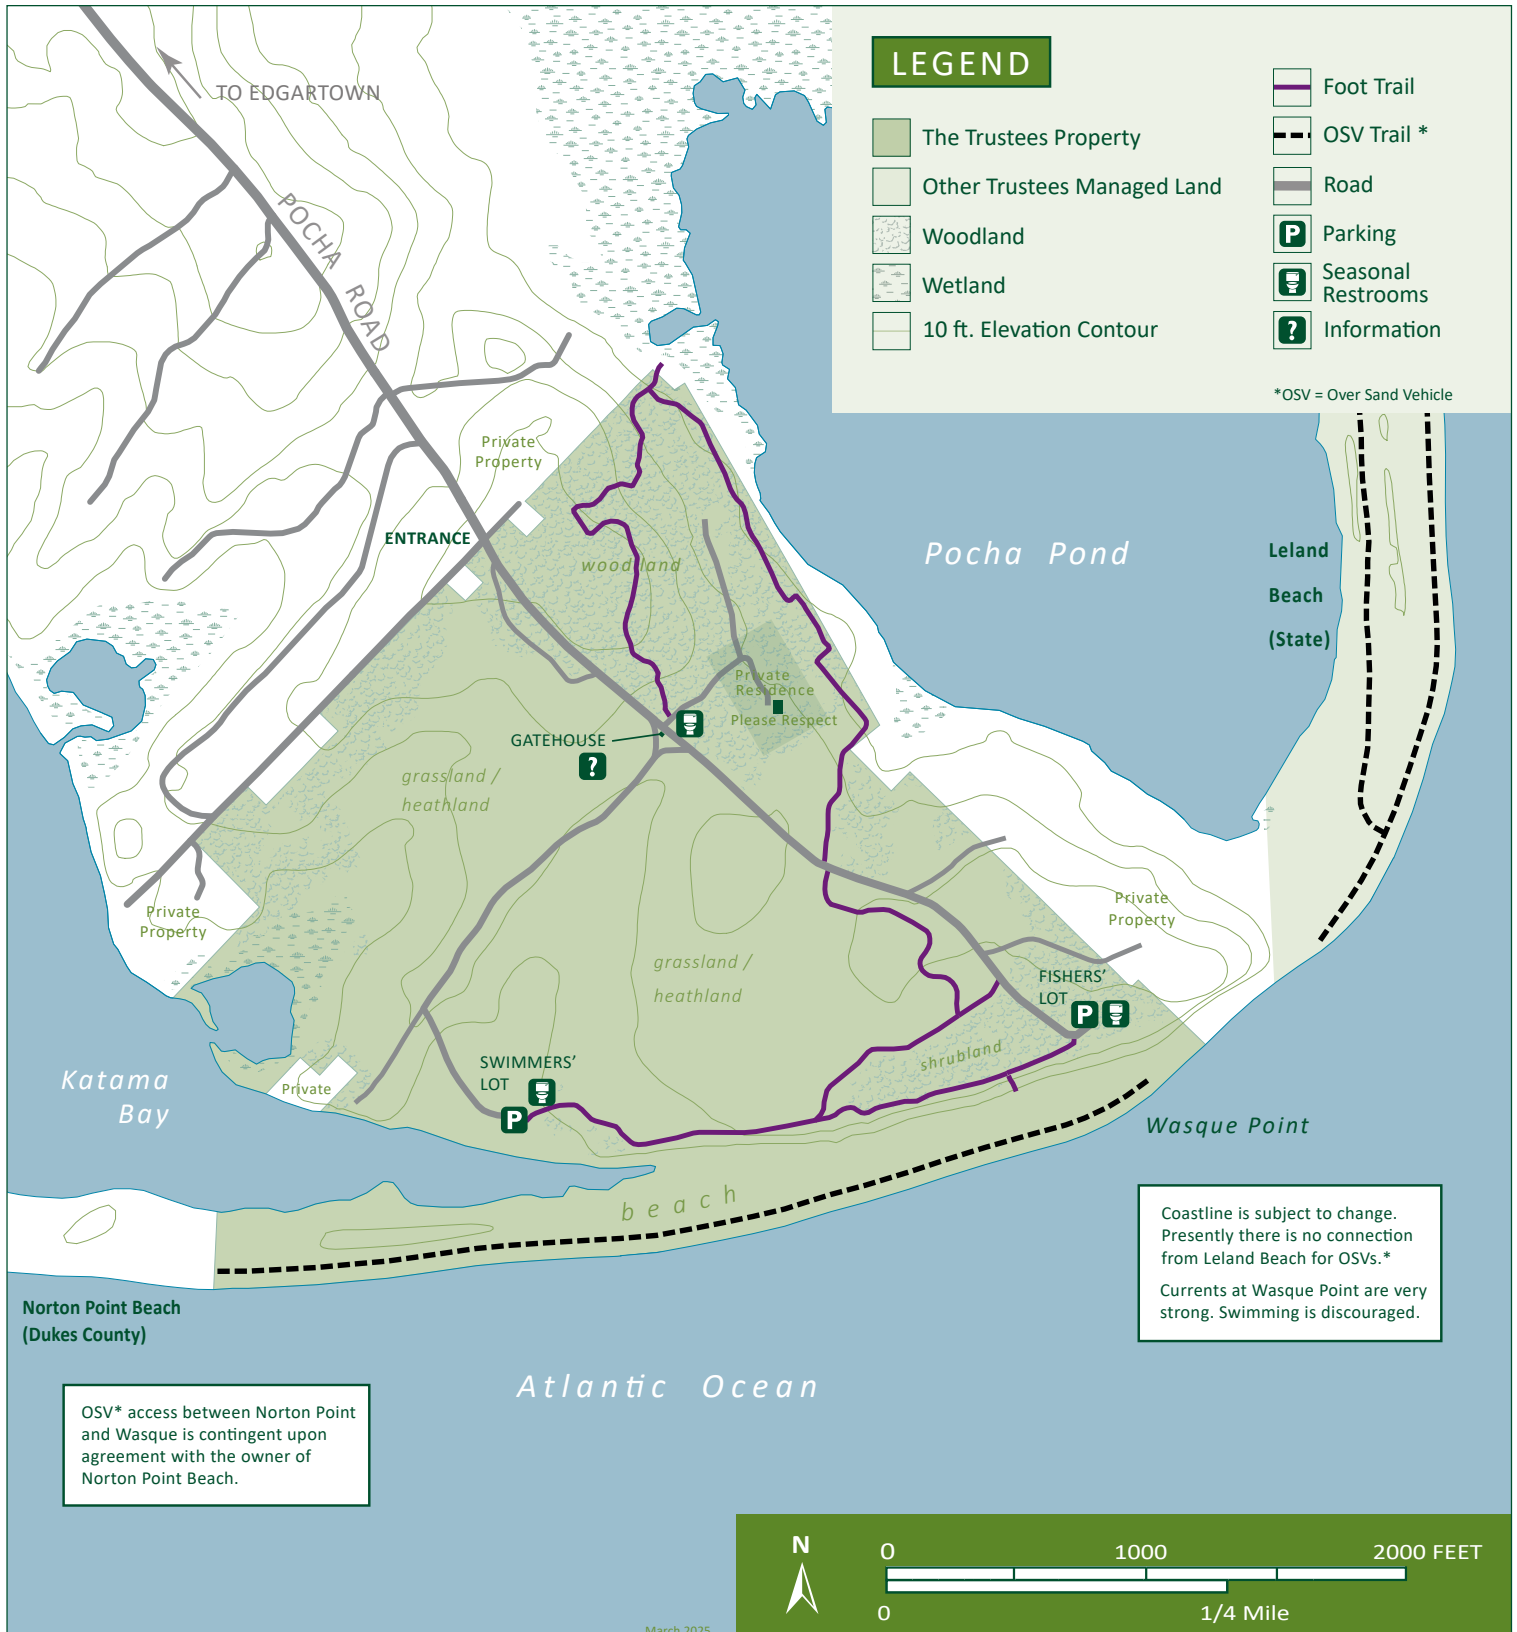 LEGEND
The Trustees Property
Other Trustees Managed Land
Woodland
Wetland
10 ft. Elevation Contour
Foot Trail
OSV Trail *
Road
P
Parking
Seasonal
Restrooms
?
Information
*OSV = Over Sand Vehicle
TO EDGARTOWN
POCHA ROAD
Private
Property
ENTRANCE
woodland
Pocha Pond
Leland
Beach
(State)
Private
Residence
Please Respect
GATEHOUSE
?
grassland /
heathland
Private
Property
Private
Property
grassland /
heathland
FISHERS'
LOT
P
shrubland
SWIMMERS'
LOT
P
Private
Katama
Bay
Wasque Point
beach
Coastline is subject to change.
Presently there is no connection
from Leland Beach for OSVs.*
Currents at Wasque Point are very
strong. Swimming is discouraged.
Norton Point Beach
(Dukes County)
Atlantic Ocean
OSV* access between Norton Point
and Wasque is contingent upon
agreement with the owner of
Norton Point Beach.
N
0 1000 2000 FEET
0 1/4 Mile
March 2025